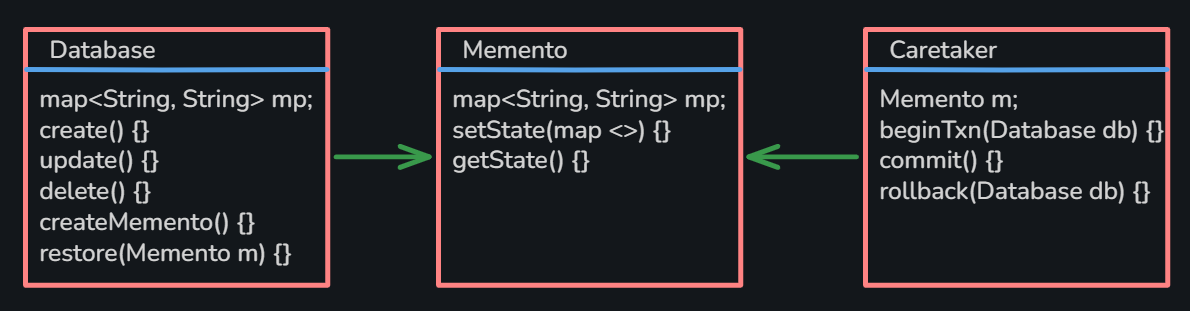 Database
map<String, String> mp;
create() {}
update() {}
delete() {}
createMemento() {}
restore(Memento m) {}
Memento
map<String, String> mp;
setState(map <>) {}
getState() {}
Caretaker
Memento m;
beginTxn(Database db) {}
commit() {}
rollback(Database db) {}